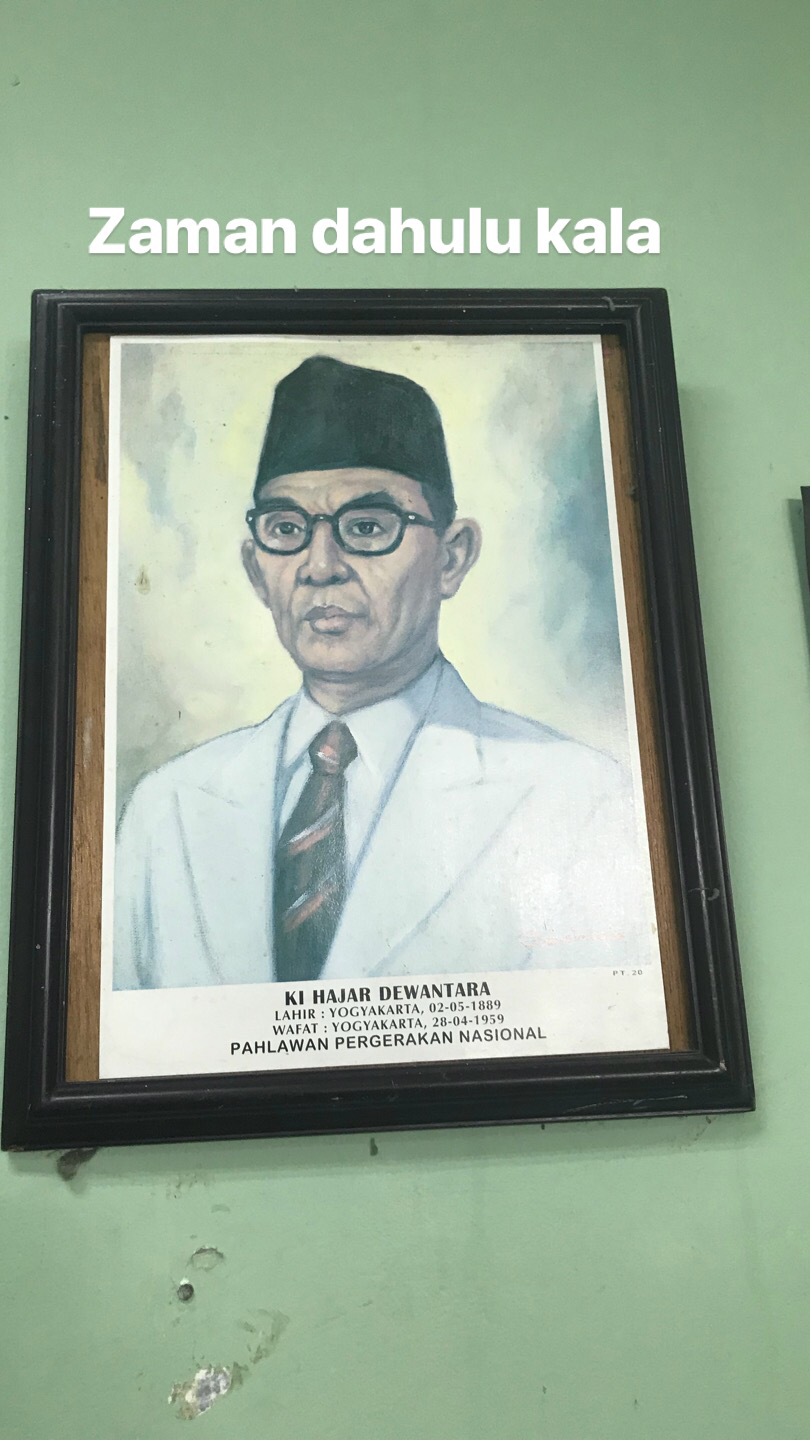 Zaman dahulu kala
PT. 20
KI HAJAR DEWANTARA
LAHIR : YOGYAKARTA, 02-05-1889
WAFAT : YOGYAKARTA, 28-04-1959
PAHLAWAN PERGERAKAN NASIONAL